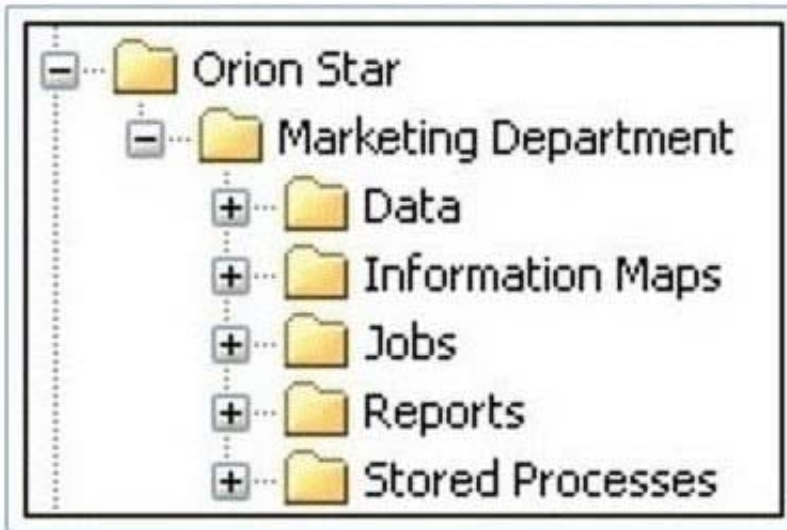 Orion Star
Marketing Department
Data
Information Maps
Jobs
Reports
Stored Processes